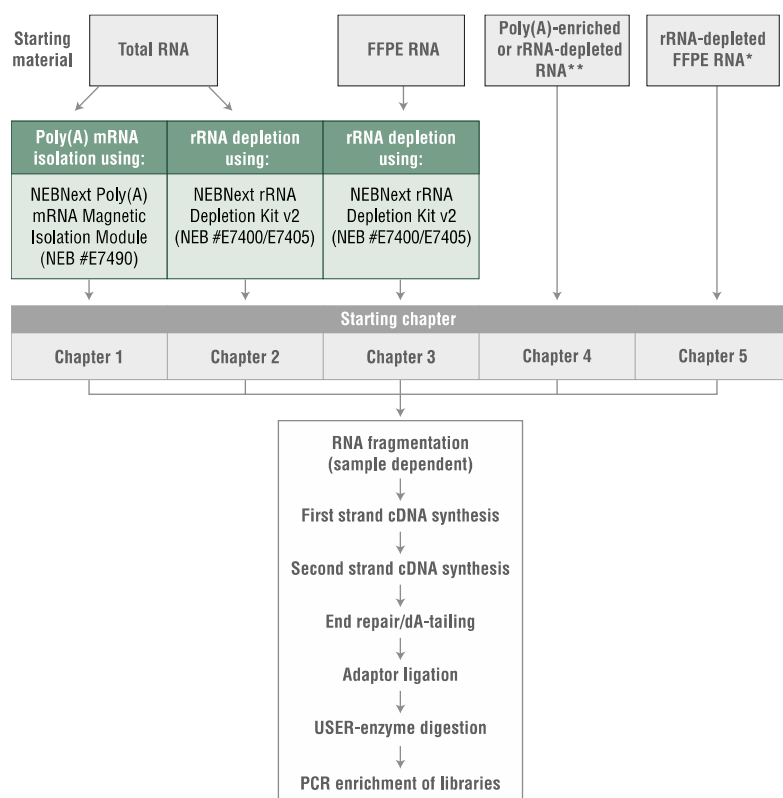 Starting
material
Total RNA
FFPE RNA
Poly(A)-enriched
or rRNA-depleted
RNA**
rRNA-depleted
FFPE RNA*
Poly(A) mRNA
isolation using:
NEBNext Poly(A)
mRNA Magnetic
Isolation Module
(NEB #E7490)
rRNA depletion
using:
NEBNext rRNA
Depletion Kit v2
(NEB #E7400/E7405)
rRNA depletion
using:
NEBNext rRNA
Depletion Kit v2
(NEB #E7400/E7405)
Starting chapter
Chapter 1
Chapter 2
Chapter 3
Chapter 4
Chapter 5
RNA fragmentation
(sample dependent)
First strand cDNA synthesis
Second strand cDNA synthesis
End repair/dA-tailing
Adaptor ligation
USER-enzyme digestion
PCR enrichment of libraries